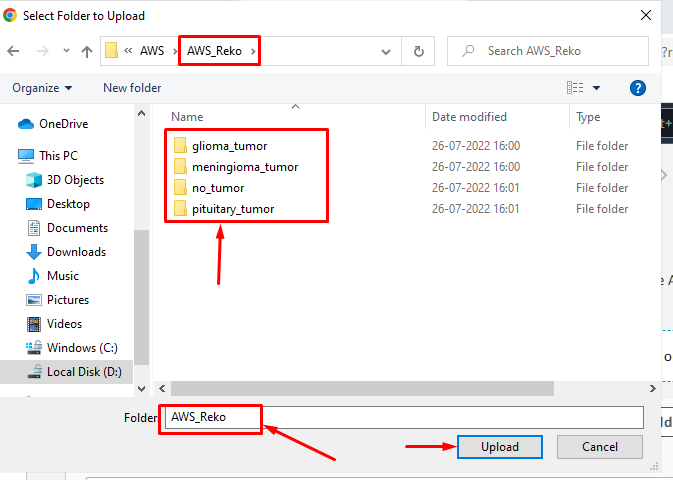 Select Folder to Upload
« AWS > AWS_Reko >
Search AWS_Reko
Organize
New folder
Name Date modified Type
OneDrive
This PC
3D Objects
Desktop
Documents
Downloads
Music
Pictures
Videos
Windows (C:)
Local Disk (D:)
glioma_tumor 26-07-2022 16:00 File folder
meningioma_tumor 26-07-2022 16:00 File folder
no_tumor 26-07-2022 16:01 File folder
pituitary_tumor 26-07-2022 16:01 File folder
Folder: AWS_Reko
Upload Cancel